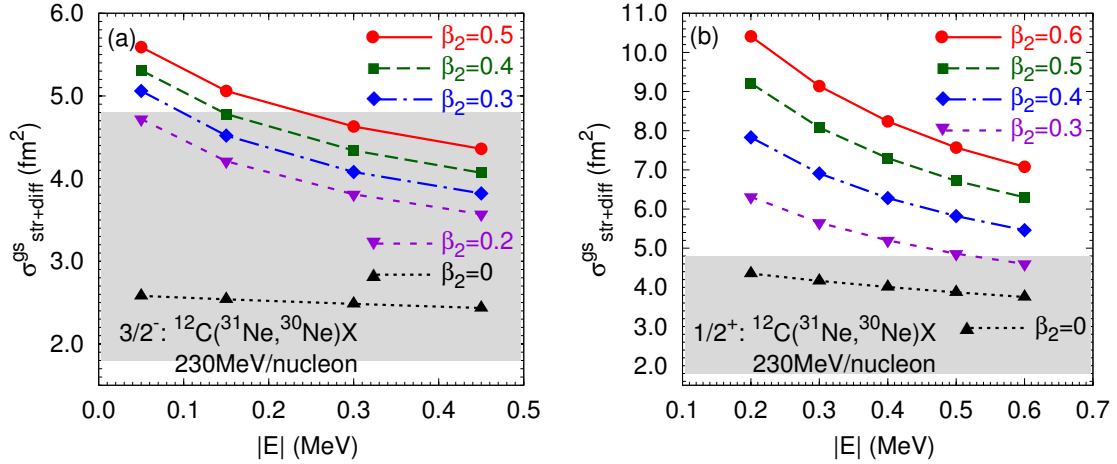 (a)
β₂=0.5
β₂=0.4
β₂=0.3
β₂=0.2
β₂=0
3/2⁻: ¹²C(³¹Ne,³⁰Ne)X
230MeV/nucleon
σᵍˢ str+diff (fm²)
6.0
5.0
4.0
3.0
2.0
0.0 0.1 0.2 0.3 0.4 0.5
|E| (MeV)
(b)
β₂=0.6
β₂=0.5
β₂=0.4
β₂=0.3
β₂=0
1/2⁺: ¹²C(³¹Ne,³⁰Ne)X
230MeV/nucleon
σᵍˢ str+diff (fm²)
11.0
10.0
9.0
8.0
7.0
6.0
5.0
4.0
3.0
2.0
0.1 0.2 0.3 0.4 0.5 0.6 0.7
|E| (MeV)